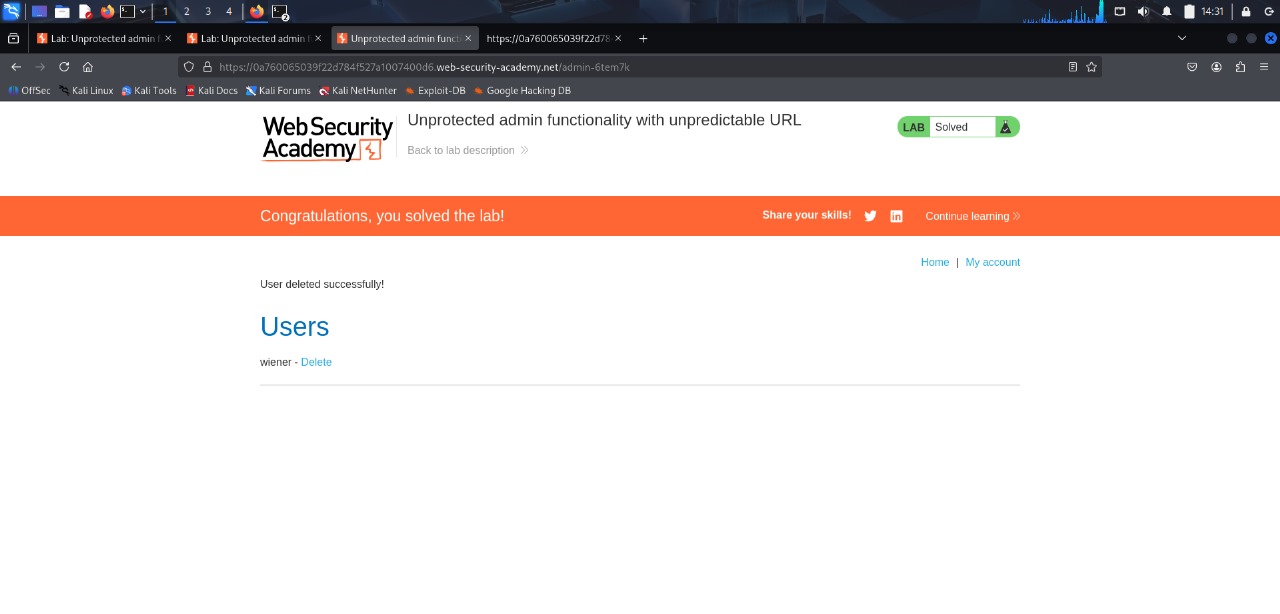 1 2 3 4 2 14:31
Lab: Unprotected admin f Lab: Unprotected admin f Unprotected admin funct https://0a760065039f22d78
https://0a760065039f22d784f527a1007400d6.web-security-academy.net/admin-6tem7k
OffSec Kali Linux Kali Tools Kali Docs Kali Forums Kali NetHunter Exploit-DB Google Hacking DB
Web Security
Academy
Unprotected admin functionality with unpredictable URL
Back to lab description
LAB Solved
Congratulations, you solved the lab!
Share your skills!
Continue learning
Home | My account
User deleted successfully!
Users
wiener - Delete